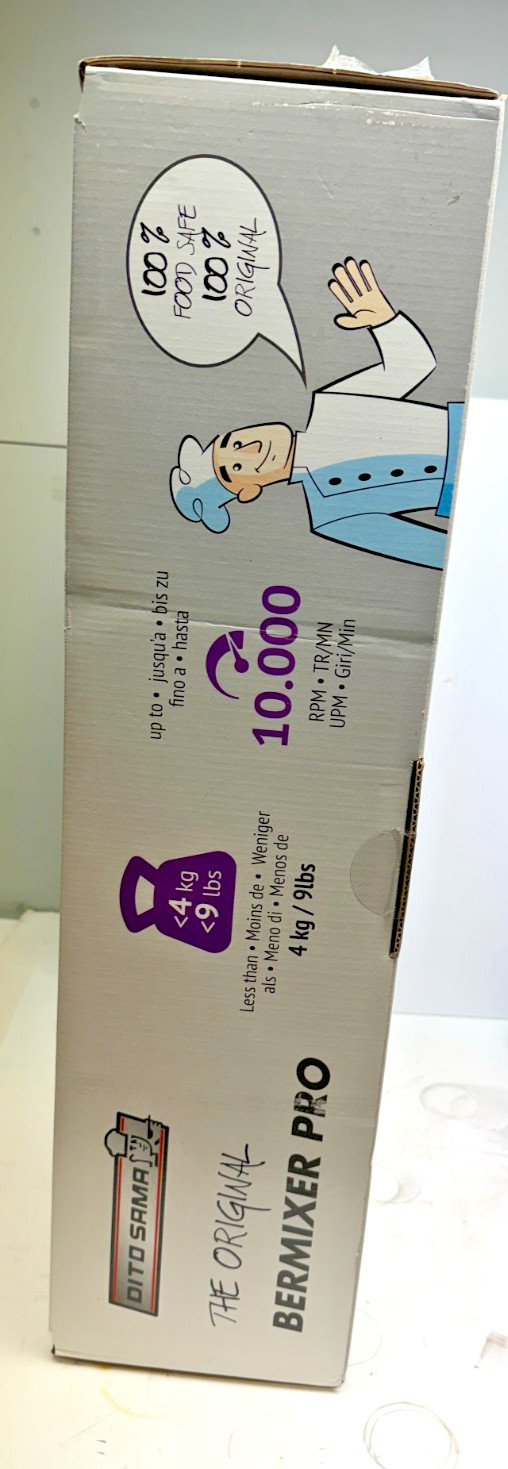 DITO SAMA
THE ORIGINAL
BERMIXER PRO
<4 kg
<9 lbs
Less than • Moins de • Weniger
als • Meno di • Menos de
4 kg / 9lbs
up to • jusqu'a • bis zu
fino a • hasta
10.000
RPM • TR/MN
UPM • Giri/Min
100 %
FOOD SAFE
100 %
ORIGINAL